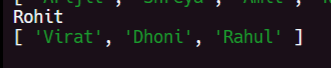 Rohit
[ 'Virat', 'Dhoni', 'Rahul' ]